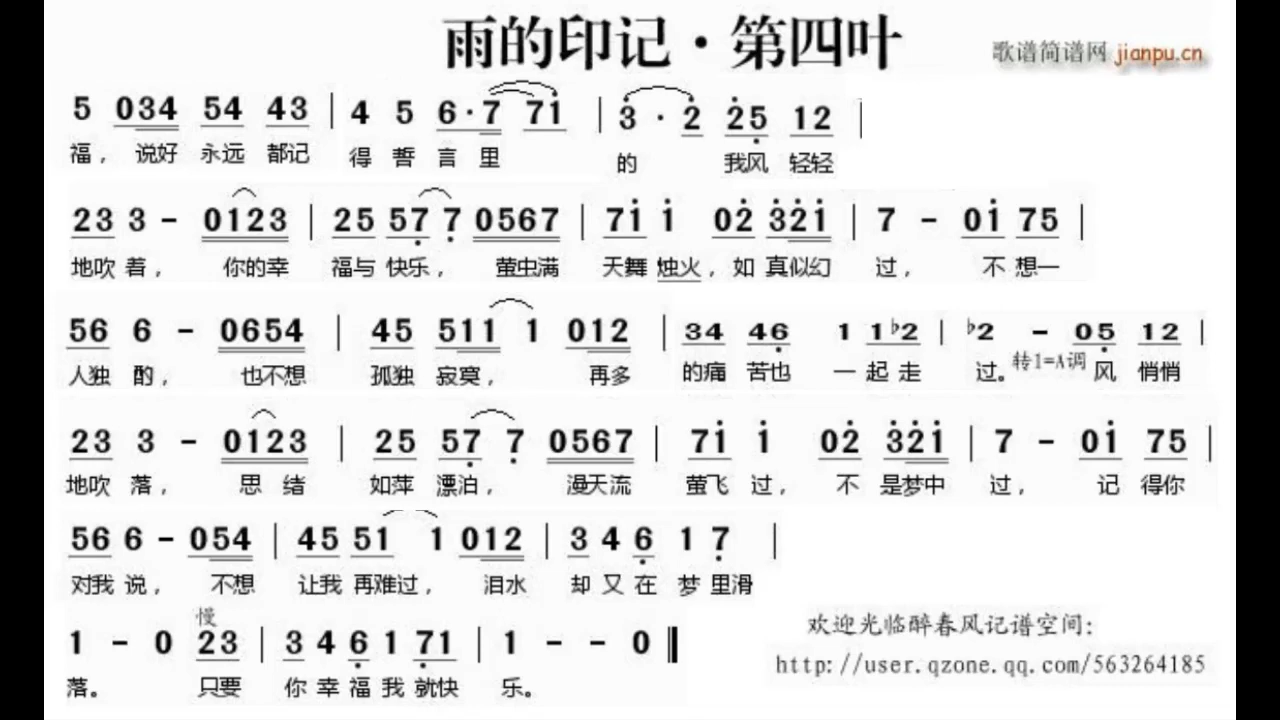 雨的印记·第四叶
歌谱简谱网 jianpu.cn
5 034 54 43 | 4 5 6·7 7i | 3 · 2 25 12 |
福， 说好 永远 都记 得 誓 言 里 的 我风 轻轻
23 3 - 0123 | 25 57 7 0567 | 7i i 02 32i | 7 - 0i 75 |
地吹 着， 你的幸 福与 快乐， 萤虫满 天舞 烛火，如 真似幻 过， 不 想一
56 6 - 0654 | 45 511 1 012 | 34 46 1 1♭2 | ♭2 - 05 12 |
人独 酌， 也不想 孤独 寂寞， 再多 的痛 苦也 一 起 走 过。转1=A调 风 悄悄
23 3 - 0123 | 25 57 7 0567 | 7i i 02 32i | 7 - 0i 75 |
地吹 落， 思 绪 如萍 漂泊， 漫天流 萤飞 过， 不 是梦中 过， 记 得你
56 6 - 054 | 45 51 1 012 | 3 4 6 1 7 |
对我 说， 不想 让我 再难过， 泪水 却 又 在 梦 里滑
慢
1 - 0 23 | 3 4 6 1 71 | 1 - - 0
落。 只要 你 幸 福 我 就快 乐。
欢迎光临醉春风记谱空间：
http://user.qzone.qq.com/563264185